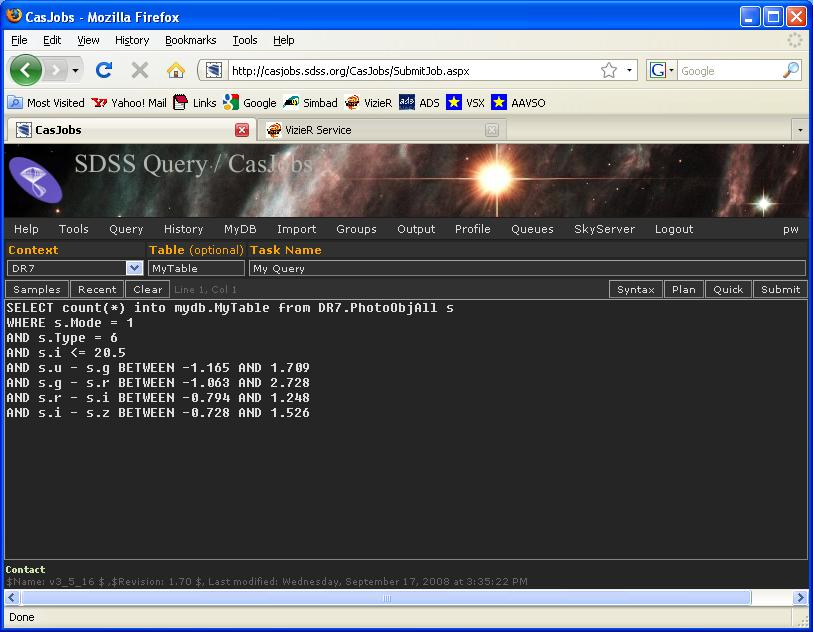 CasJobs - Mozilla Firefox
File Edit View History Bookmarks Tools Help
http://casjobs.sdss.org/CasJobs/SubmitJob.aspx G Google
Most Visited Yahoo! Mail Links Google Simbad VizieR ads ADS VSX AAVSO
CasJobs VizieR Service
SDSS Query / CasJobs
Help Tools Query History MyDB Import Groups Output Profile Queues SkyServer Logout pw
Context Table (optional) Task Name
DR7 MyTable My Query
Samples Recent Clear Line 1, Col 1 Syntax Plan Quick Submit
SELECT count(*) into mydb.MyTable from DR7.PhotoObjAll s
WHERE s.Mode = 1
AND s.Type = 6
AND s.i <= 20.5
AND s.u - s.g BETWEEN -1.165 AND 1.709
AND s.g - s.r BETWEEN -1.063 AND 2.728
AND s.r - s.i BETWEEN -0.794 AND 1.248
AND s.i - s.z BETWEEN -0.728 AND 1.526
Contact
$Name: v3_5_16 $ ,$Revision: 1.70 $, Last modified: Wednesday, September 17, 2008 at 3:35:22 PM
Done